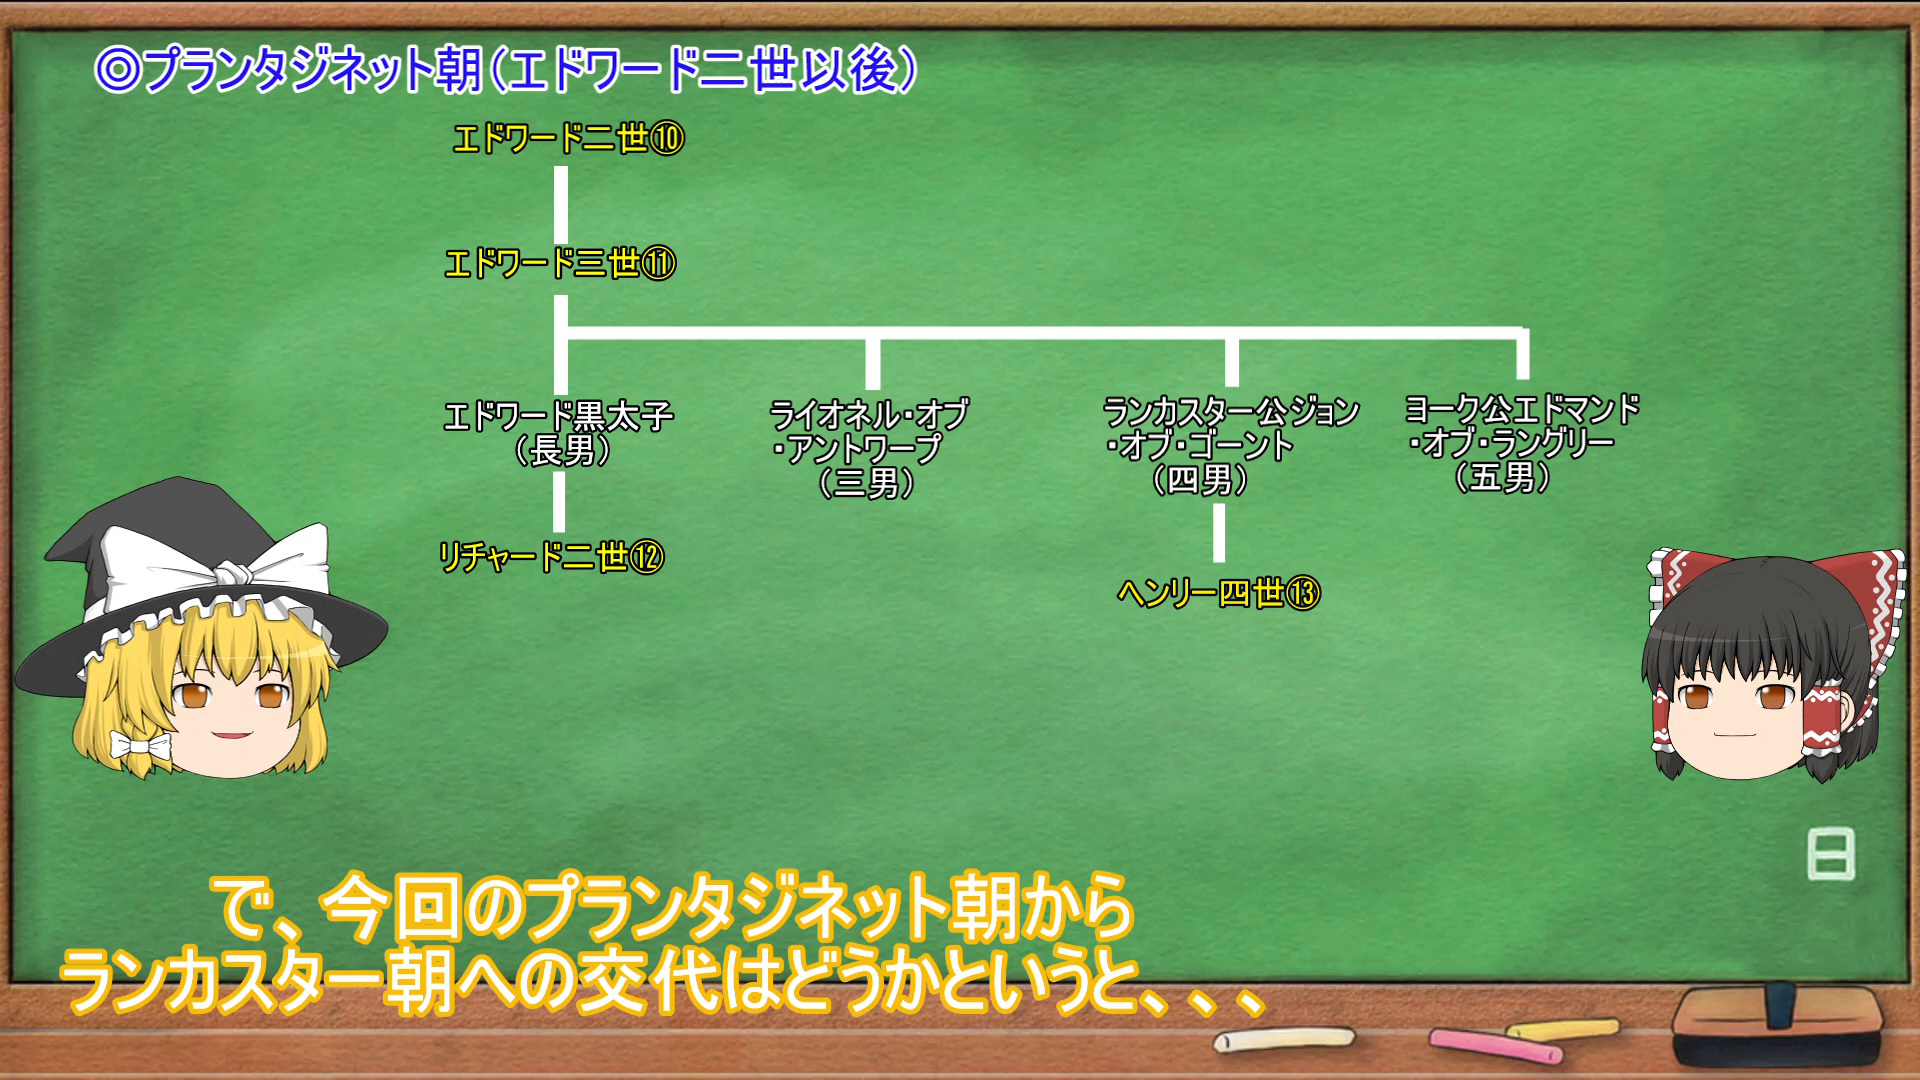 ◎プランタジネット朝（エドワード二世以後）
エドワード二世⑩
エドワード三世⑪
エドワード黒太子
（長男）
ライオネル・オブ
・アントワープ
（三男）
ランカスター公ジョン
・オブ・ゴーント
（四男）
ヨーク公エドマンド
・オブ・ラングリー
（五男）
リチャード二世⑫
ヘンリー四世⑬
日
で、今回のプランタジネット朝から
ランカスター朝への交代はどうかというと、、、